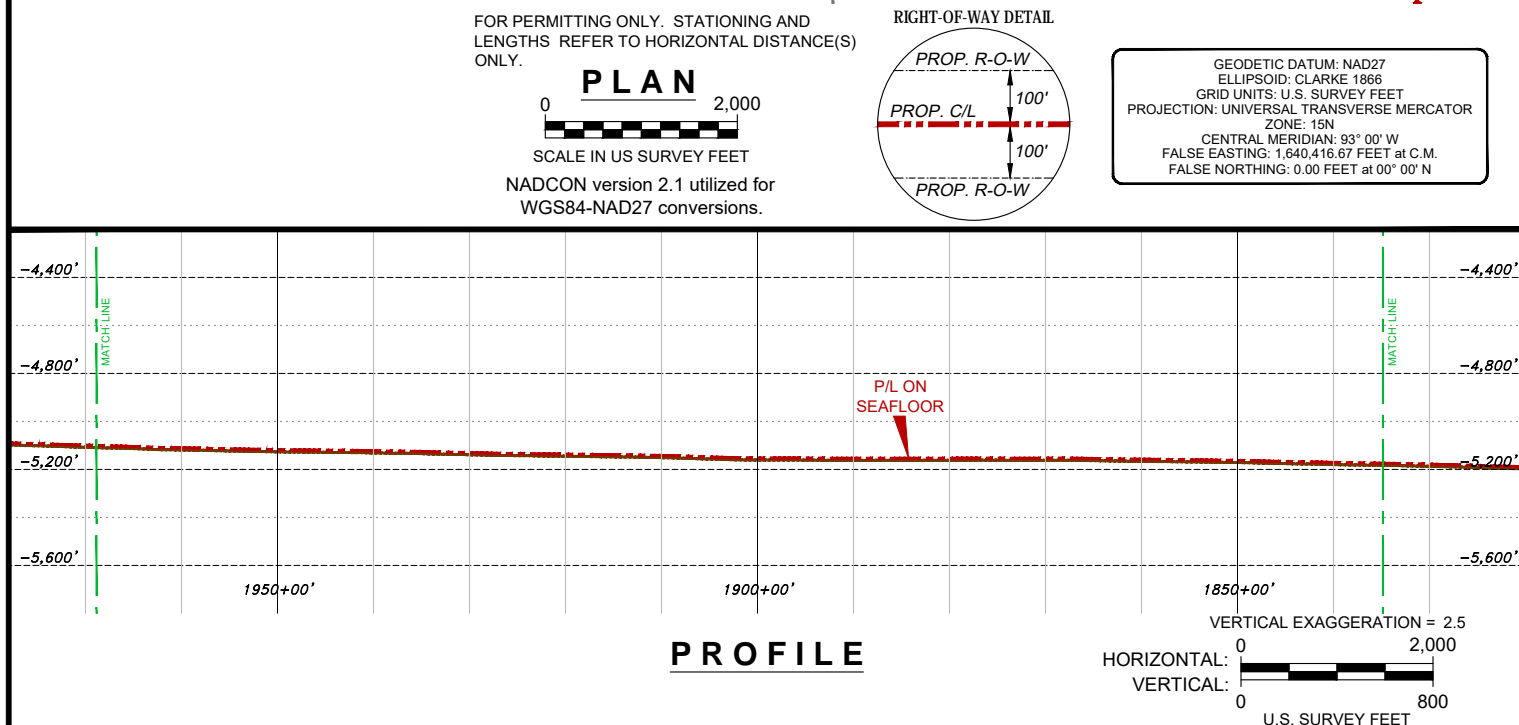 FOR PERMITTING ONLY. STATIONING AND
LENGTHS REFER TO HORIZONTAL DISTANCE(S)
ONLY.
PLAN
0 2,000
SCALE IN US SURVEY FEET
NADCON version 2.1 utilized for
WGS84-NAD27 conversions.
RIGHT-OF-WAY DETAIL
PROP. R-O-W
100'
PROP. C/L
100'
PROP. R-O-W
GEODETIC DATUM: NAD27
ELLIPSOID: CLARKE 1866
GRID UNITS: U.S. SURVEY FEET
PROJECTION: UNIVERSAL TRANSVERSE MERCATOR
ZONE: 15N
CENTRAL MERIDIAN: 93° 00' W
FALSE EASTING: 1,640,416.67 FEET at C.M.
FALSE NORTHING: 0.00 FEET at 00° 00' N
-4,400' -4,400'
MATCH LINE MATCH LINE
-4,800' -4,800'
P/L ON
SEAFLOOR
-5,200' -5,200'
-5,600' -5,600'
1950+00' 1900+00' 1850+00'
PROFILE
VERTICAL EXAGGERATION = 2.5
0 2,000
HORIZONTAL:
VERTICAL:
0 800
U.S. SURVEY FEET